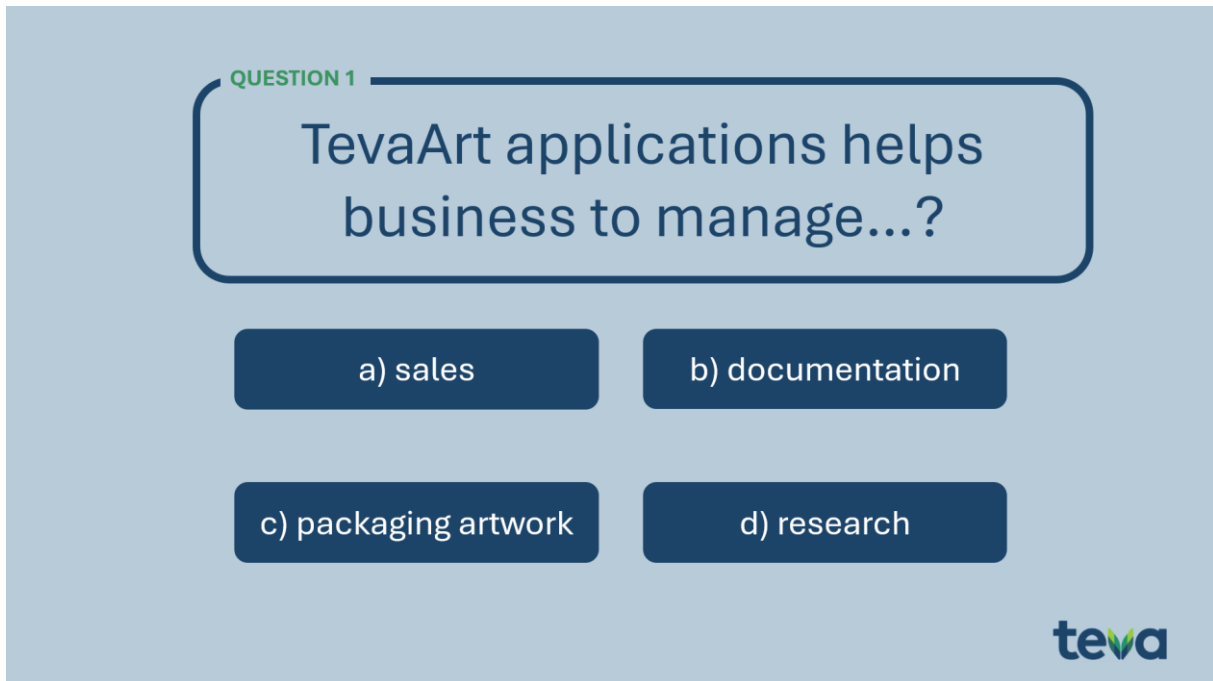 QUESTION 1
TevaArt applications helps
business to manage...?
a) sales
b) documentation
c) packaging artwork
d) research
teva